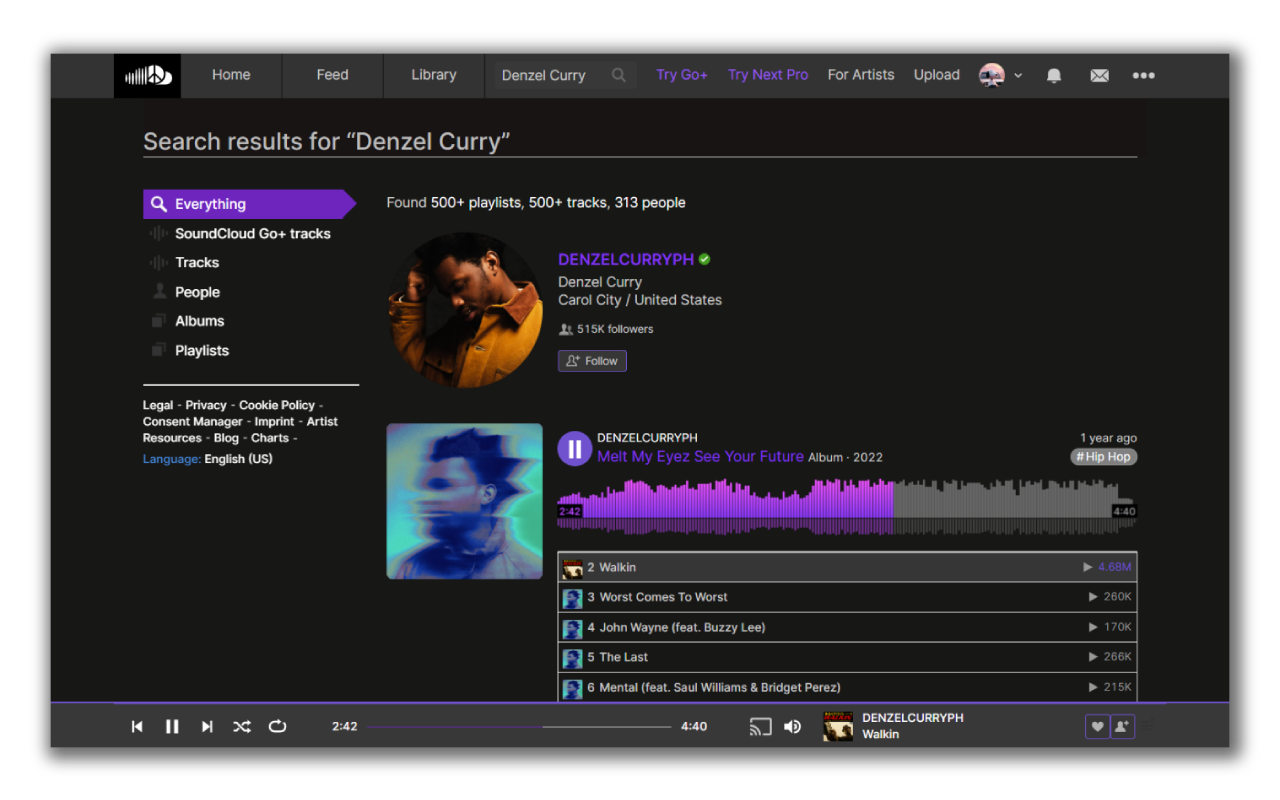 Home Feed Library Denzel Curry Try Go+ Try Next Pro For Artists Upload
Search results for “Denzel Curry”
Everything
SoundCloud Go+ tracks
Tracks
People
Albums
Playlists
Legal - Privacy - Cookie Policy -
Consent Manager - Imprint - Artist
Resources - Blog - Charts -
Language: English (US)
Found 500+ playlists, 500+ tracks, 313 people
DENZELCURRYPH
Denzel Curry
Carol City / United States
515K followers
Follow
DENZELCURRYPH 1 year ago
Melt My Eyez See Your Future Album · 2022 #Hip Hop
2:42 4:40
2 Walkin 4.68M
3 Worst Comes To Worst 260K
4 John Wayne (feat. Buzzy Lee) 170K
5 The Last 266K
6 Mental (feat. Saul Williams & Bridget Perez) 215K
2:42 4:40 DENZELCURRYPH
Walkin